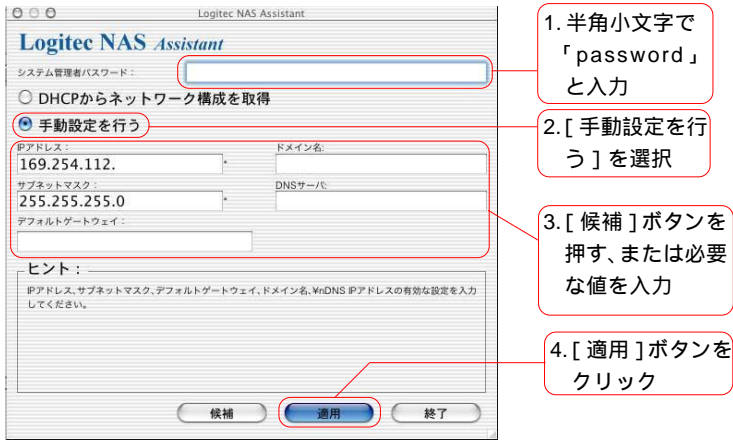 Logitec NAS Assistant
Logitec NAS Assistant
システム管理者パスワード：
DHCPからネットワーク構成を取得
手動設定を行う
IPアドレス：
ドメイン名:
169.254.112.
*
サブネットマスク：
DNSサーバ:
255.255.255.0
*
デフォルトゲートウェイ：
ヒント：
IPアドレス、サブネットマスク、デフォルトゲートウェイ、ドメイン名、¥nDNS IPアドレスの有効な設定を入力
してください。
候補
適用
終了
1. 半角小文字で
「password」
と入力
2.[ 手動設定を行
う ] を選択
3.[ 候補 ]ボタンを
押す、または必要
な値を入力
4.[ 適用 ]ボタンを
クリック